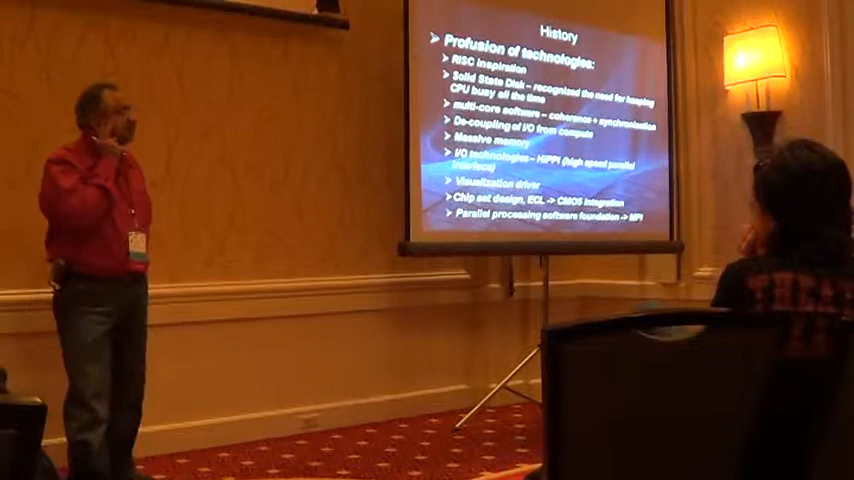 History
Profusion of technologies:
RISC inspiration
Solid State Disk – recognized the need for keeping
CPU busy all the time
multi-core software – coherence + synchronization
De-coupling of I/O from compute
Massive memory
I/O technologies – HIPPI (high speed parallel
interface)
Visualization driver
Chip set design, ECL -> CMOS integration
Parallel processing software foundation -> MPI